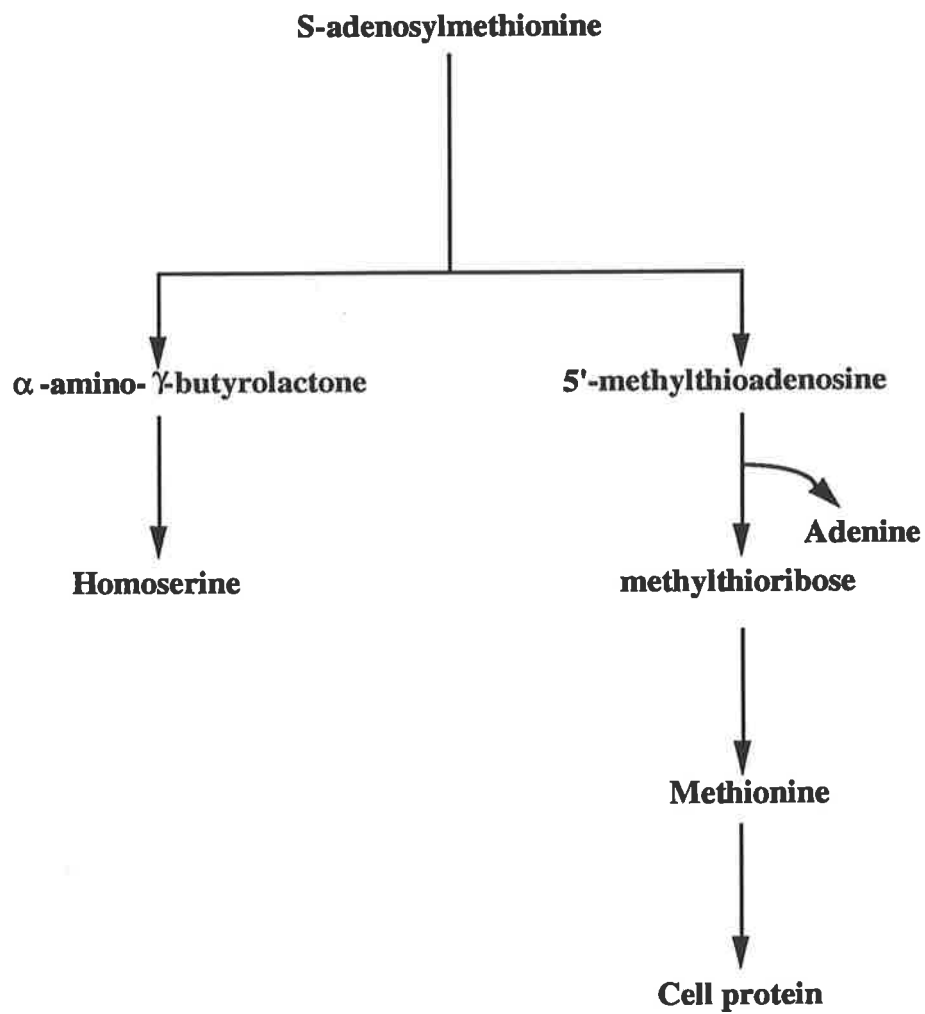 S-adenosylmethionine
α -amino- γ-butyrolactone
5'-methylthioadenosine
Adenine
Homoserine
methylthioribose
Methionine
Cell protein